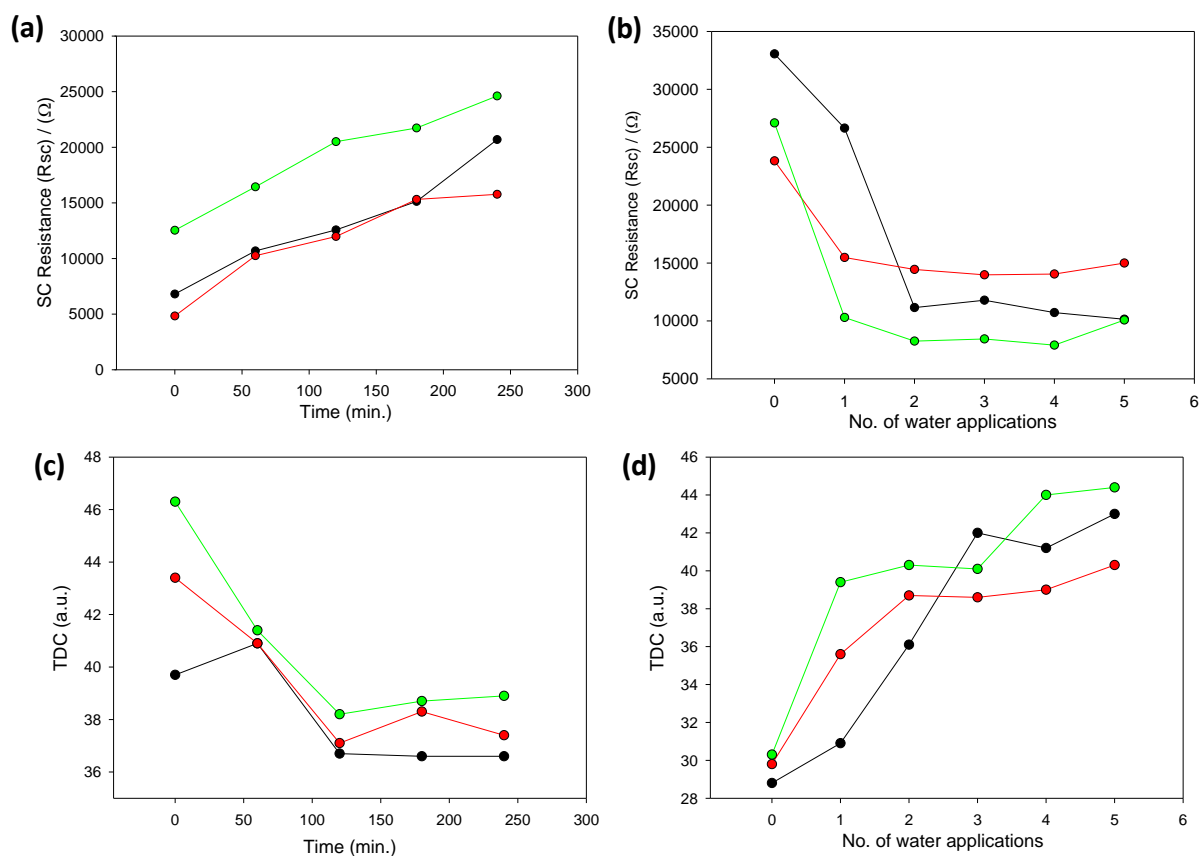 (a)
30000
25000
20000
15000
10000
5000
0
SC Resistance (Rsc) / (Ω)
0 50 100 150 200 250 300
Time (min.)
(b)
35000
30000
25000
20000
15000
10000
5000
SC Resistance (Rsc) / (Ω)
0 1 2 3 4 5 6
No. of water applications
(c)
48
46
44
42
40
38
36
TDC (a.u.)
0 50 100 150 200 250 300
Time (min.)
(d)
46
44
42
40
38
36
34
32
30
28
TDC (a.u.)
0 1 2 3 4 5 6
No. of water applications